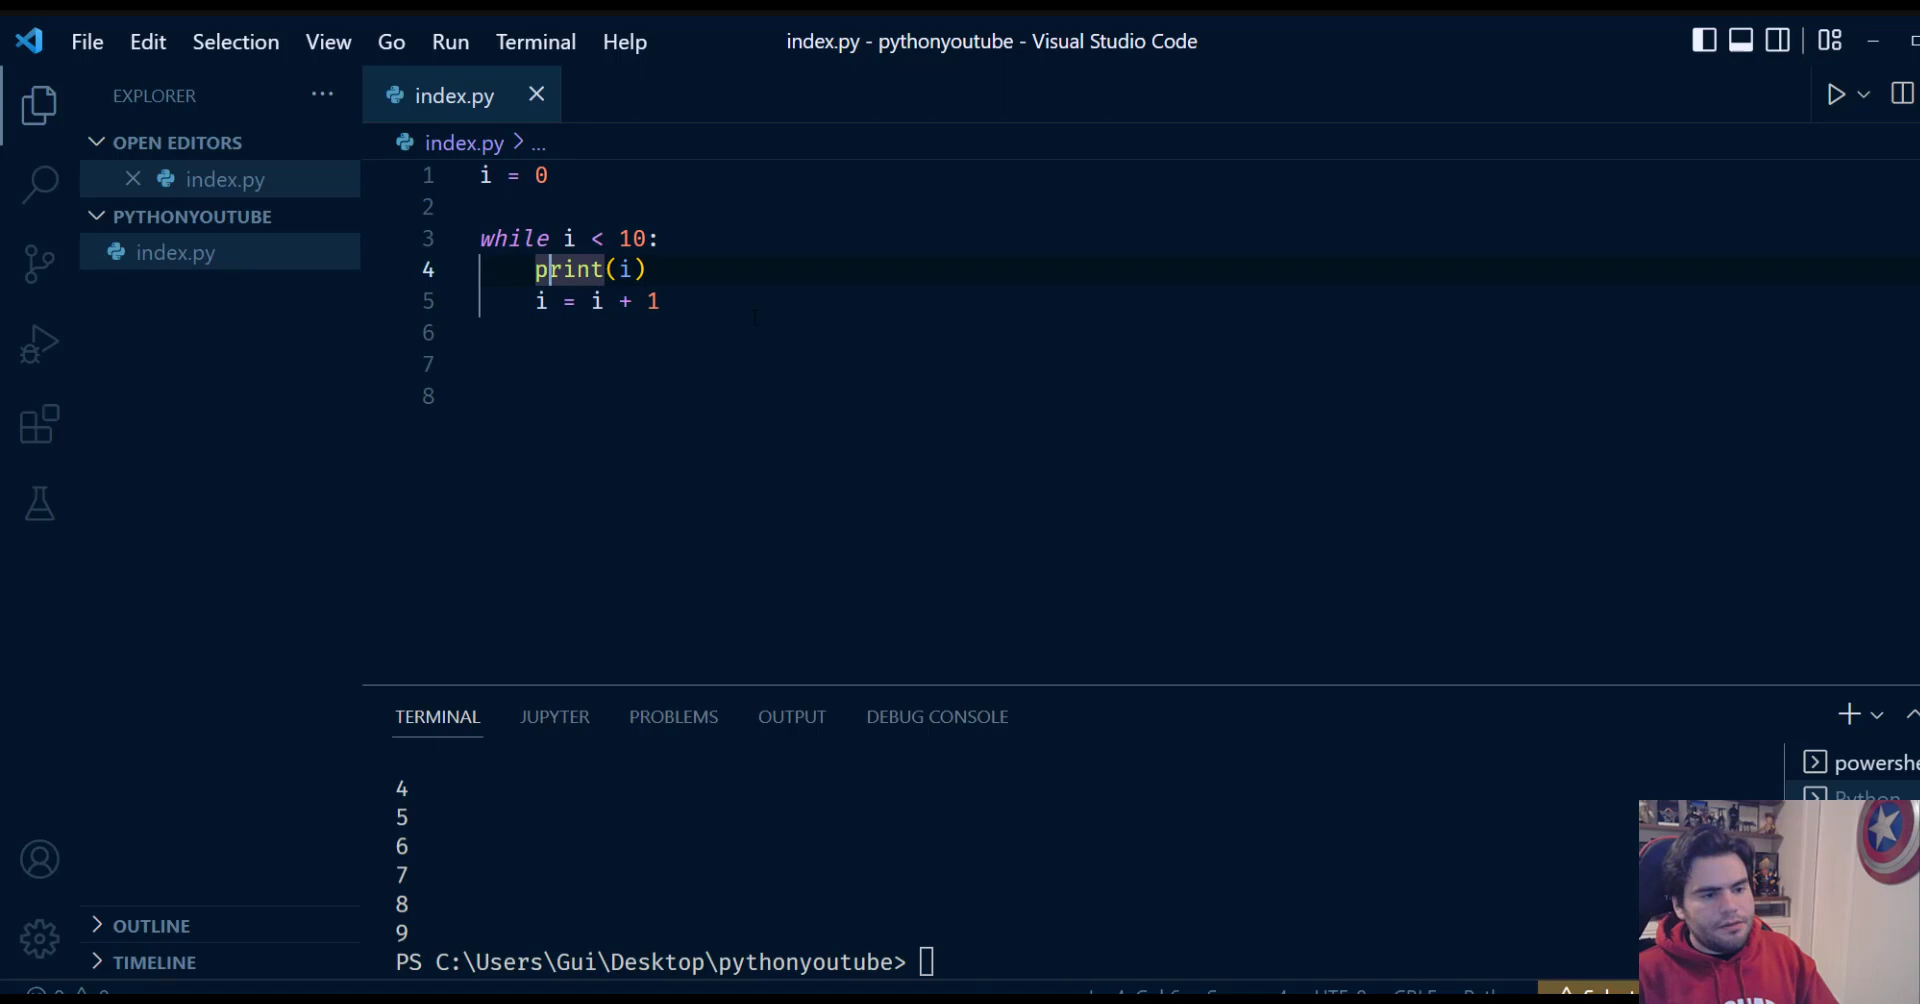 File Edit Selection View Go Run Terminal Help
index.py - pythonyoutube - Visual Studio Code
EXPLORER
OPEN EDITORS
index.py
PYTHONYOUTUBE
index.py
OUTLINE
TIMELINE
index.py
index.py > ...
1 i = 0
2
3 while i < 10:
4 print(i)
5 i = i + 1
6
7
8
TERMINAL JUPYTER PROBLEMS OUTPUT DEBUG CONSOLE
4
5
6
7
8
9
PS C:\Users\Gui\Desktop\pythonyoutube>
Python